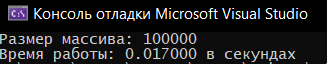 Консоль отладки Microsoft Visual Studio
Размер массива: 100000
Время работы: 0.017000 в секундах